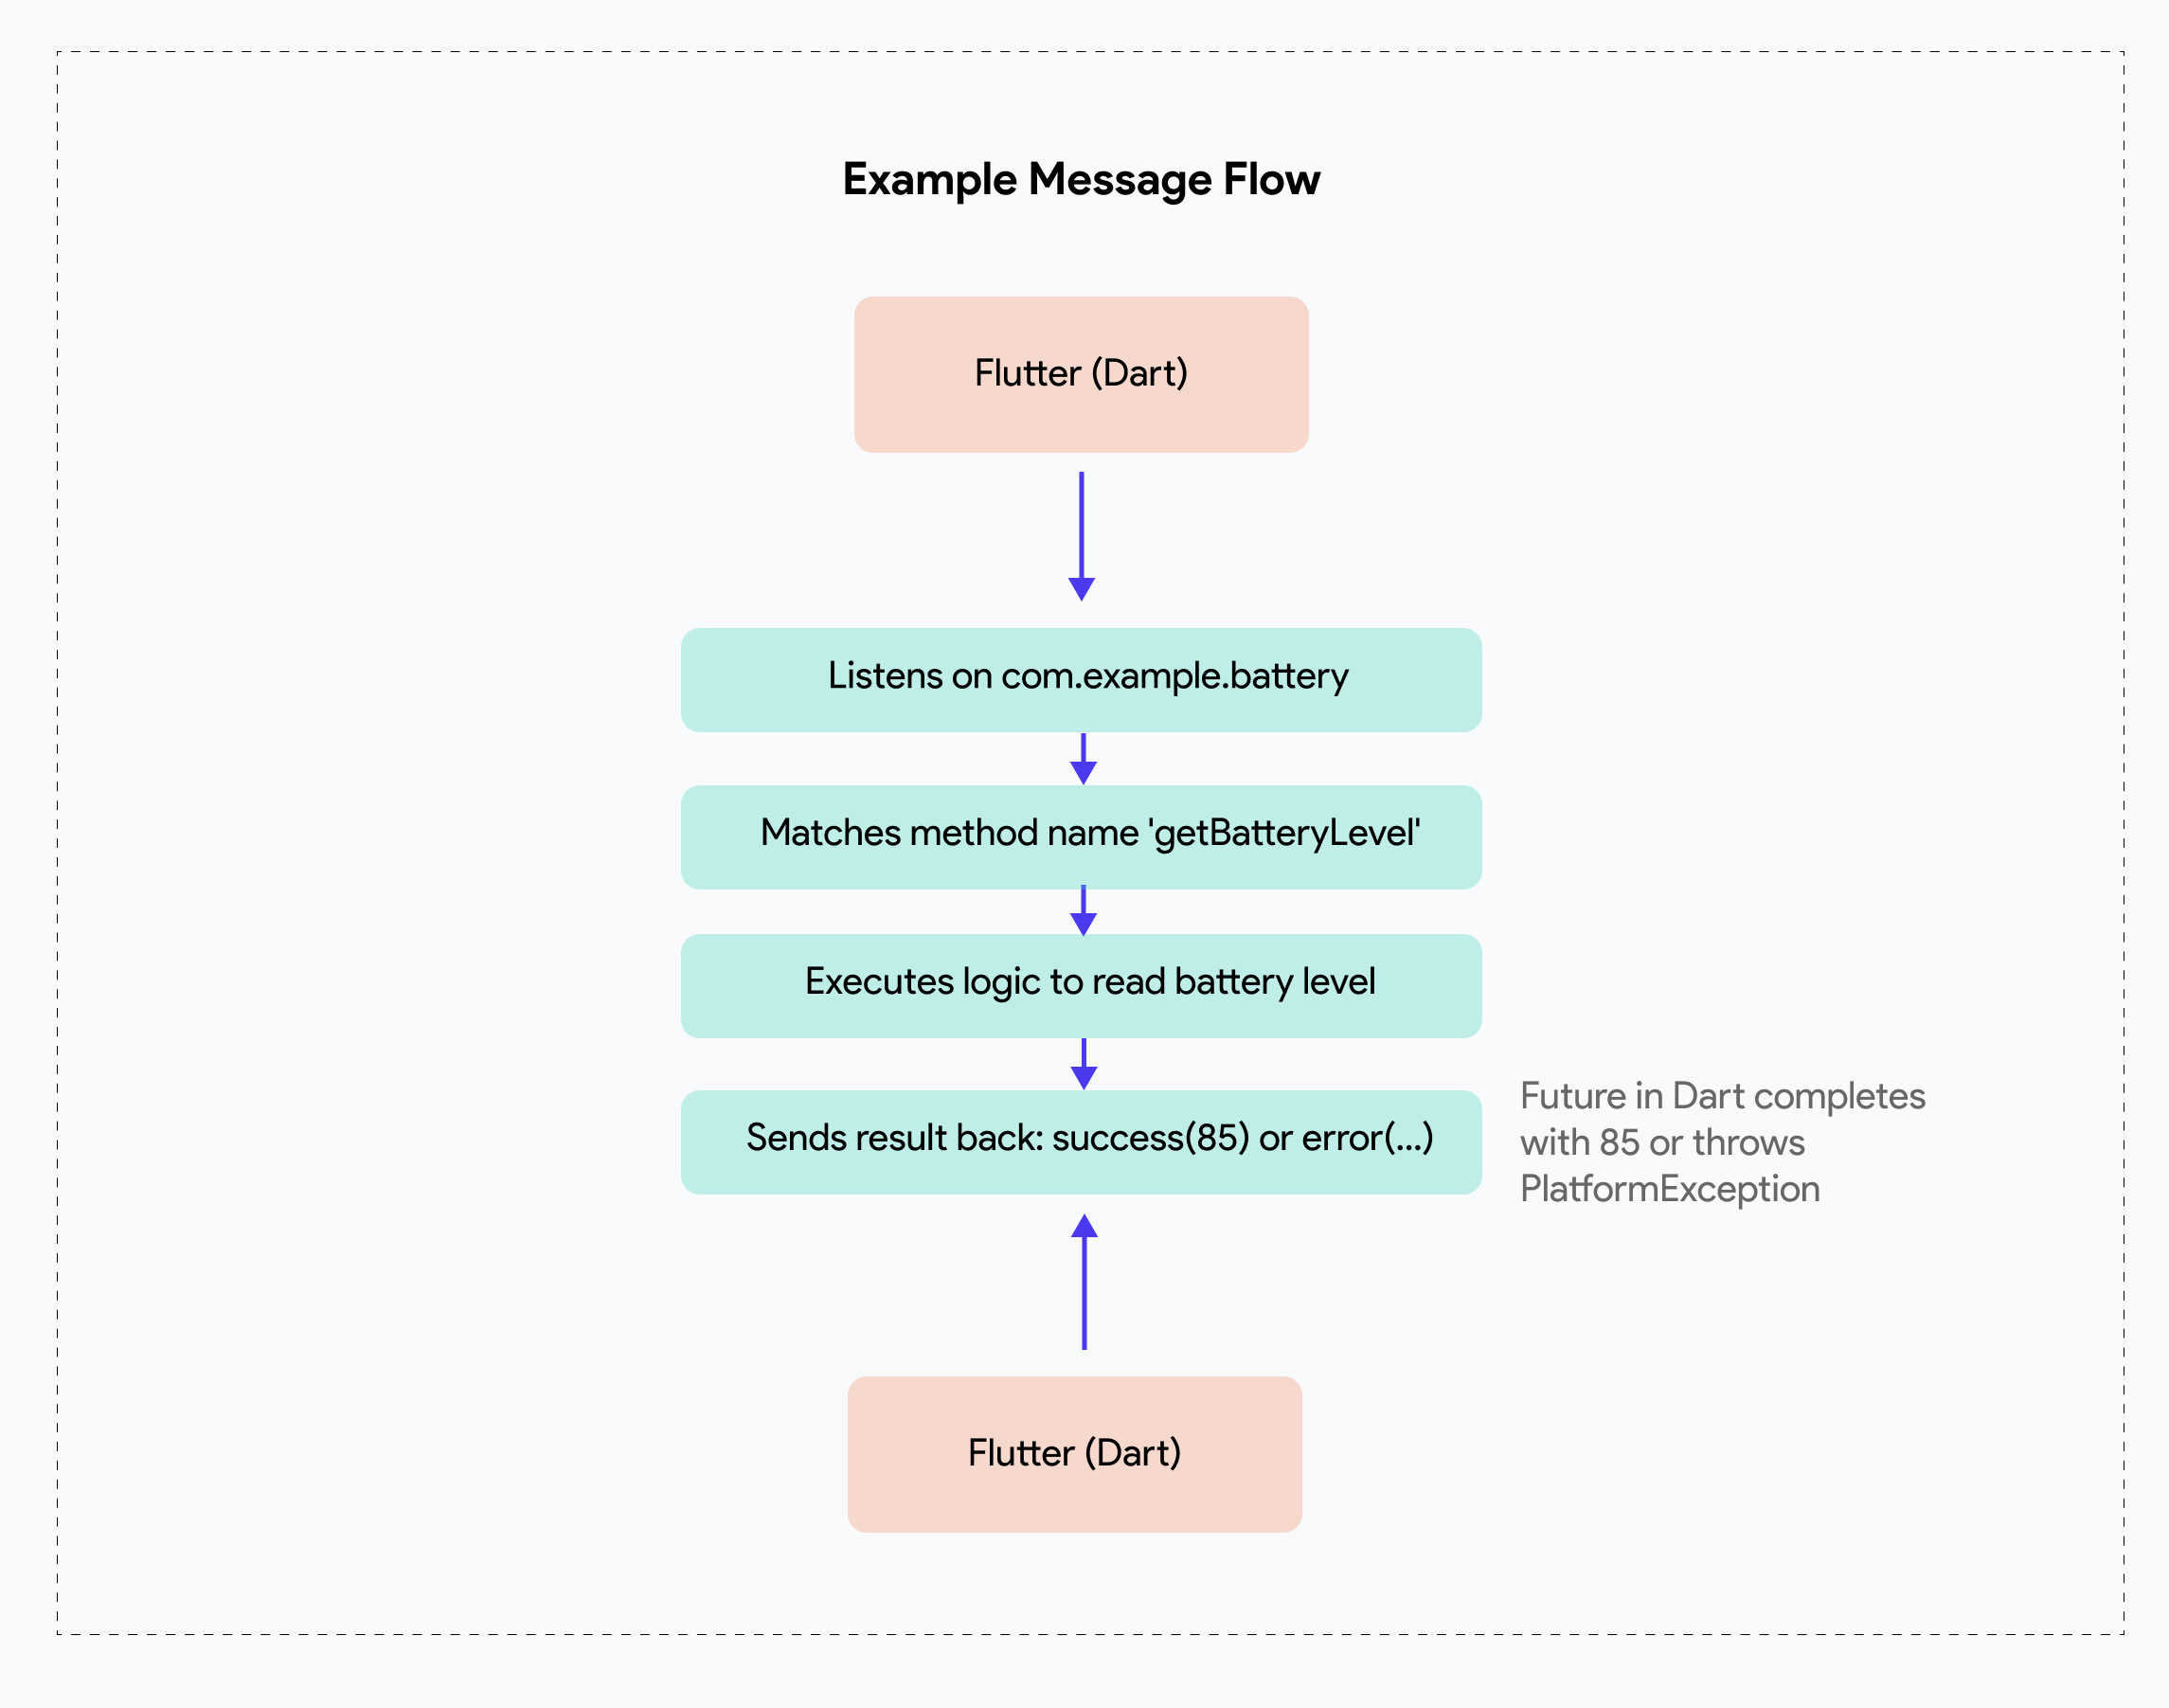 Example Message Flow
Flutter (Dart)
Listens on com.example.battery
Matches method name 'getBatteryLevel'
Executes logic to read battery level
Sends result back: success(85) or error(...)
Future in Dart completes
with 85 or throws
PlatformException
Flutter (Dart)